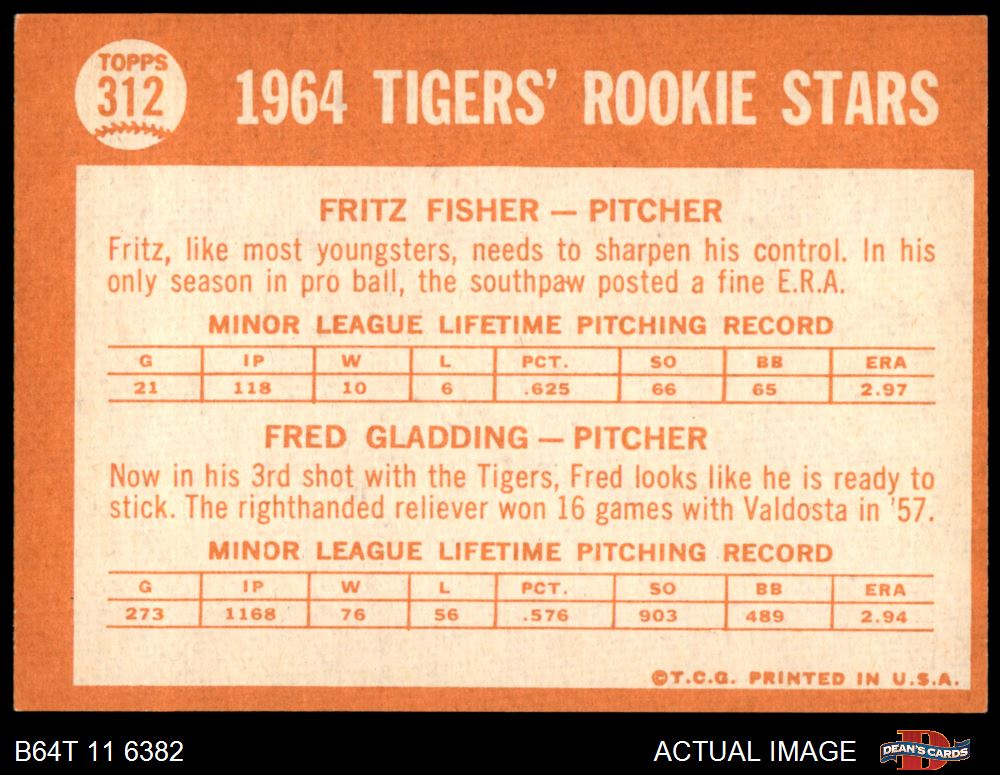 TOPPS
312
1964 TIGERS' ROOKIE STARS
FRITZ FISHER — PITCHER
Fritz, like most youngsters, needs to sharpen his control. In his
only season in pro ball, the southpaw posted a fine E.R.A.
MINOR LEAGUE LIFETIME PITCHING RECORD
G IP W L PCT. SO BB ERA
21 118 10 6 .625 66 65 2.97
FRED GLADDING — PITCHER
Now in his 3rd shot with the Tigers, Fred looks like he is ready to
stick. The righthanded reliever won 16 games with Valdosta in '57.
MINOR LEAGUE LIFETIME PITCHING RECORD
G IP W L PCT. SO BB ERA
273 1168 76 56 .576 903 489 2.94
©T.C.G. PRINTED IN U.S.A.
B64T 11 6382
ACTUAL IMAGE
DEAN'S CARDS